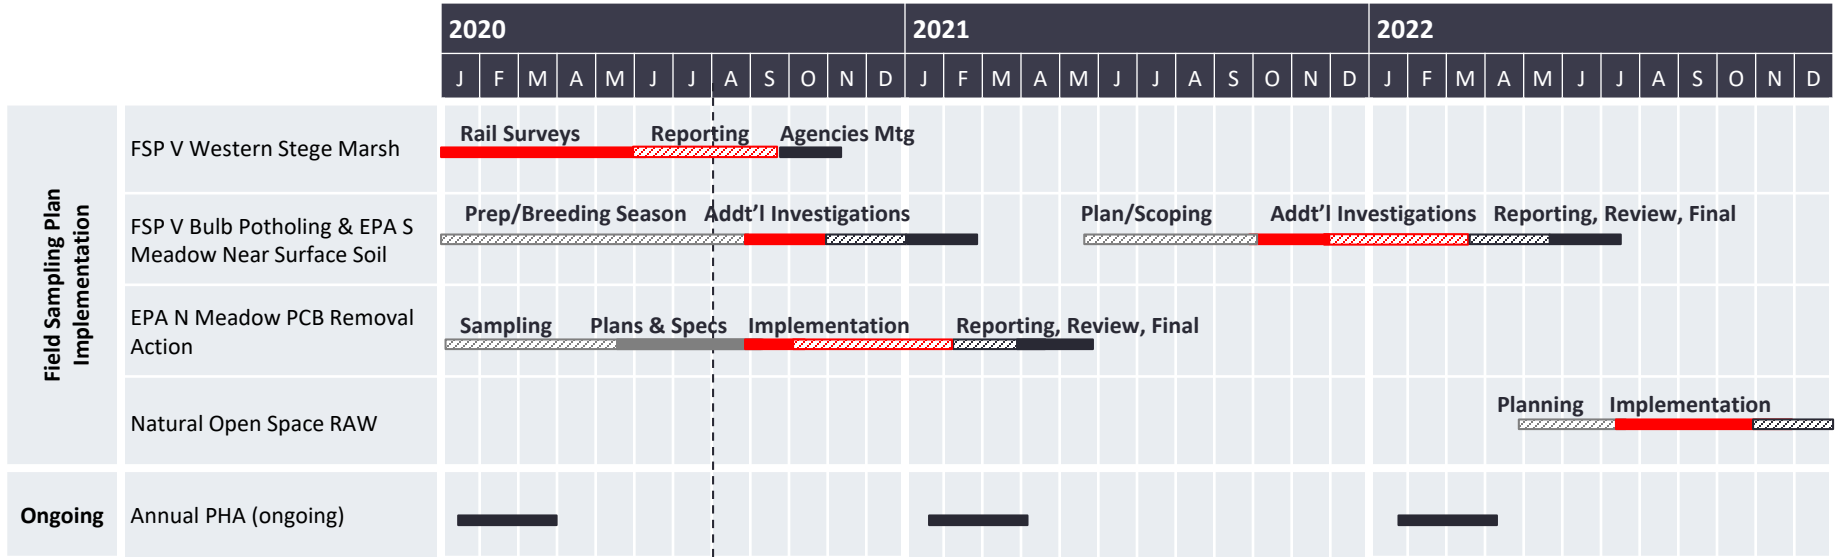 2020 2021 2022
J F M A M J J A S O N D J F M A M J J A S O N D J F M A M J J A S O N D
Field Sampling Plan
Implementation
FSP V Western Stege Marsh
Rail Surveys Reporting Agencies Mtg
FSP V Bulb Potholing & EPA S
Meadow Near Surface Soil
Prep/Breeding Season Addt'l Investigations Plan/Scoping Addt'l Investigations Reporting, Review, Final
EPA N Meadow PCB Removal
Action
Sampling Plans & Specs Implementation Reporting, Review, Final
Natural Open Space RAW
Planning Implementation
Ongoing
Annual PHA (ongoing)